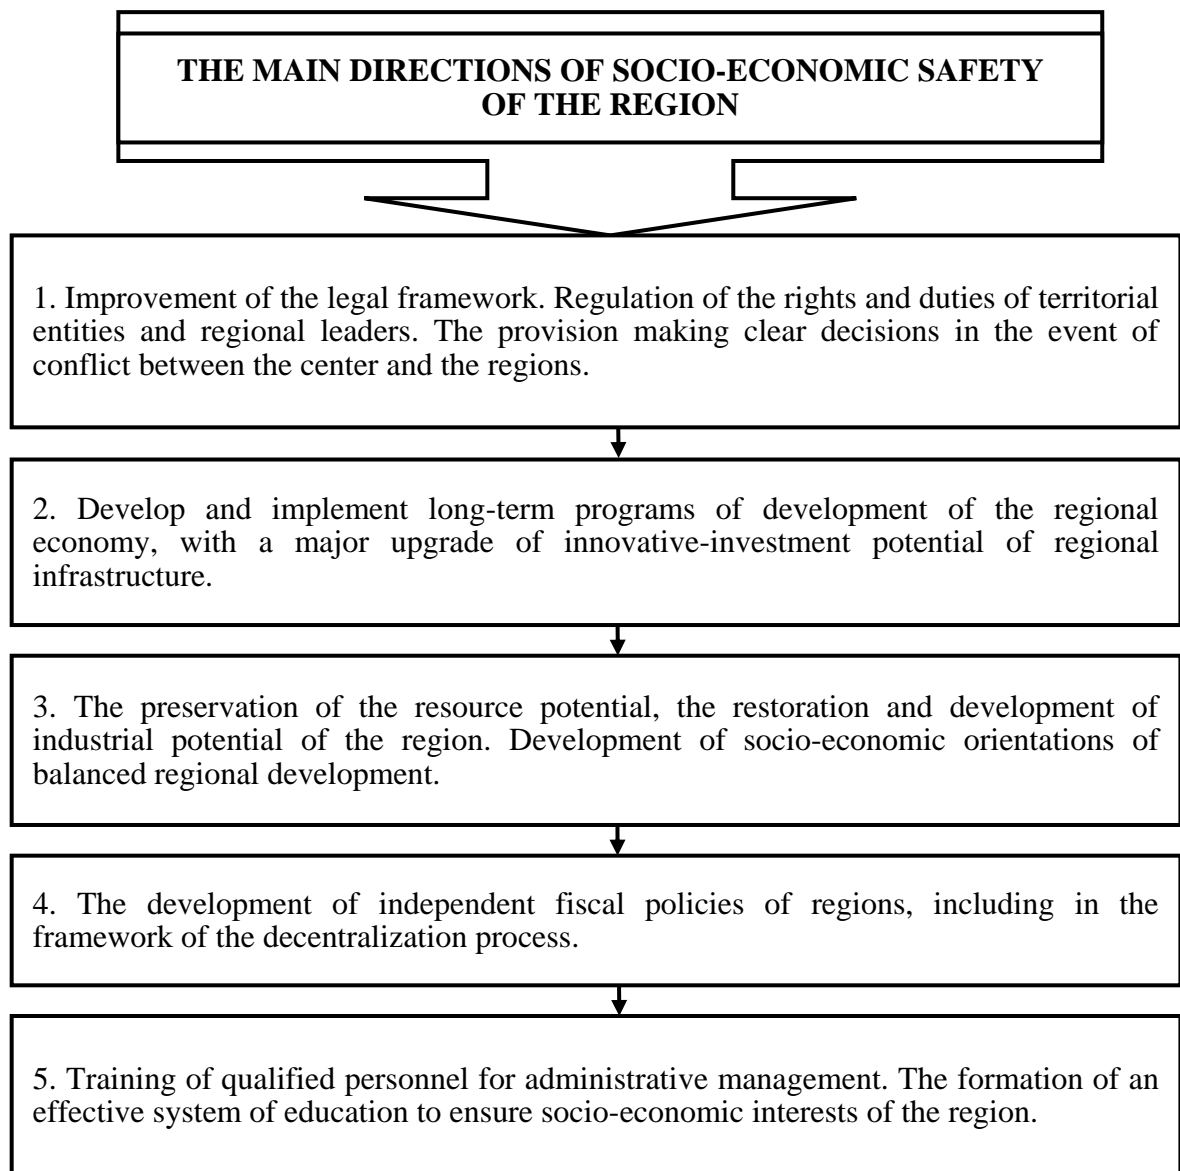 THE MAIN DIRECTIONS OF SOCIO-ECONOMIC SAFETY
OF THE REGION
1. Improvement of the legal framework. Regulation of the rights and duties of territorial
entities and regional leaders. The provision making clear decisions in the event of
conflict between the center and the regions.
2. Develop and implement long-term programs of development of the regional
economy, with a major upgrade of innovative-investment potential of regional
infrastructure.
3. The preservation of the resource potential, the restoration and development of
industrial potential of the region. Development of socio-economic orientations of
balanced regional development.
4. The development of independent fiscal policies of regions, including in the
framework of the decentralization process.
5. Training of qualified personnel for administrative management. The formation of an
effective system of education to ensure socio-economic interests of the region.